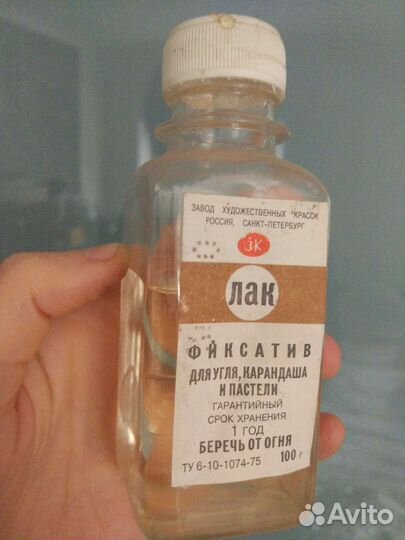 ЗАВОД ХУДОЖЕСТВЕННЫХ КРАСОК
РОССИЯ, САНКТ-ПЕТЕРБУРГ
ЗК
лак
ФИКСАТИВ
ДЛЯ УГЛЯ, КАРАНДАША
И ПАСТЕЛИ
ГАРАНТИЙНЫЙ
СРОК ХРАНЕНИЯ
1 ГОД
БЕРЕЧЬ ОТ ОГНЯ
ТУ 6-10-1074-75 100 г
Avito